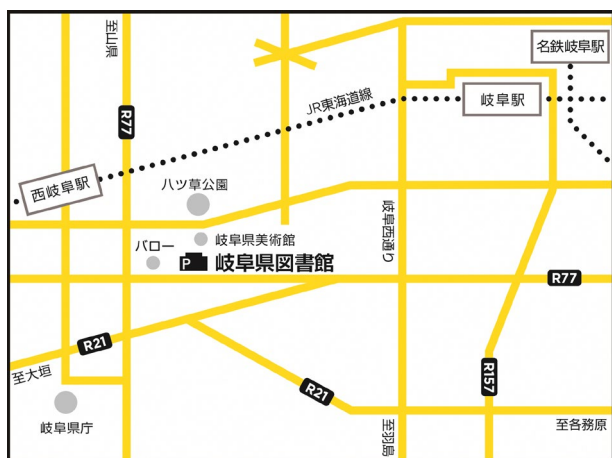 至山県
名鉄岐阜駅
R77
JR東海道線
岐阜駅
西岐阜駅
八ツ草公園
岐阜西通り
岐阜県美術館
バロー
P
岐阜県図書館
R77
R21
至大垣
R21
R157
岐阜県庁
至羽島
至各務原